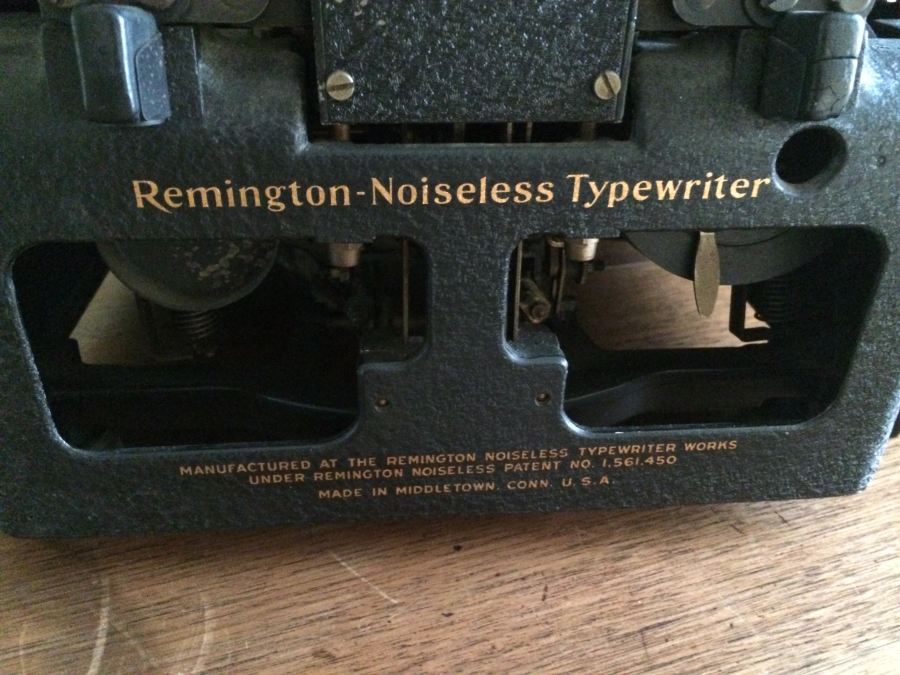 Remington-Noiseless Typewriter
MANUFACTURED AT THE REMINGTON NOISELESS TYPEWRITER WORKS
UNDER REMINGTON NOISELESS PATENT NO. 1,561,450
MADE IN MIDDLETOWN, CONN. U.S.A.